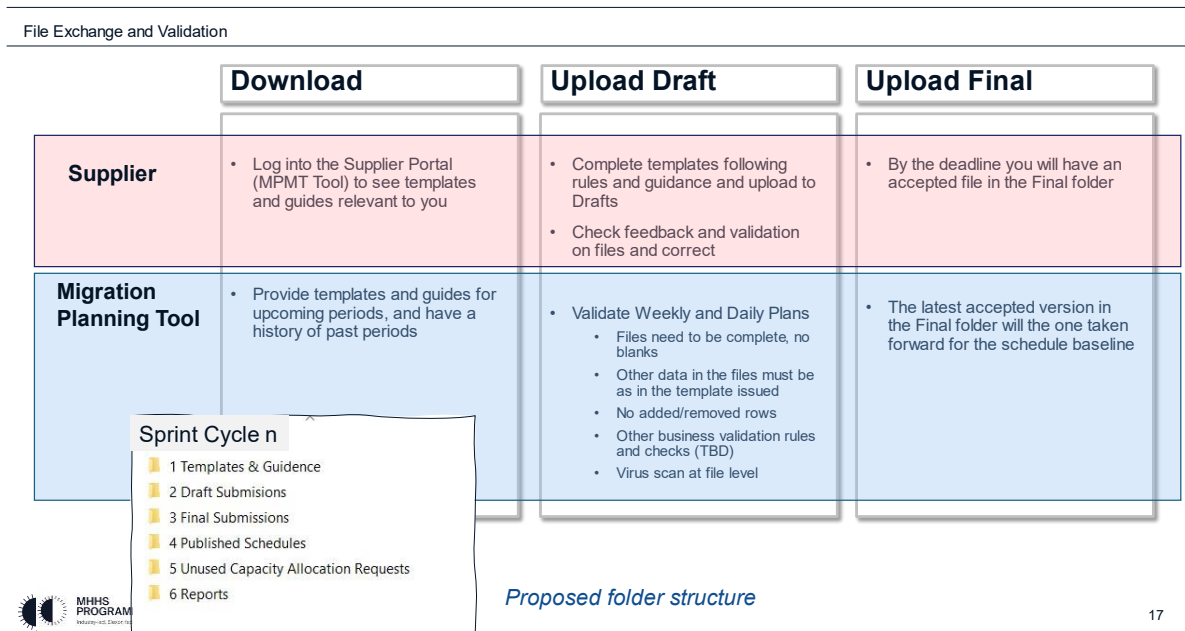 File Exchange and Validation
Download
Upload Draft
Upload Final
Supplier
• Log into the Supplier Portal
(MPMT Tool) to see templates
and guides relevant to you
• Complete templates following
rules and guidance and upload to
Drafts
• Check feedback and validation
on files and correct
• By the deadline you will have an
accepted file in the Final folder
Migration
Planning Tool
• Provide templates and guides for
upcoming periods, and have a
history of past periods
• Validate Weekly and Daily Plans
• Files need to be complete, no
blanks
• Other data in the files must be
as in the template issued
• No added/removed rows
• Other business validation rules
and checks (TBD)
• Virus scan at file level
• The latest accepted version in
the Final folder will the one taken
forward for the schedule baseline
Sprint Cycle n
1 Templates & Guidance
2 Draft Submisions
3 Final Submissions
4 Published Schedules
5 Unused Capacity Allocation Requests
6 Reports
Proposed folder structure
MHHS
PROGRAM
17